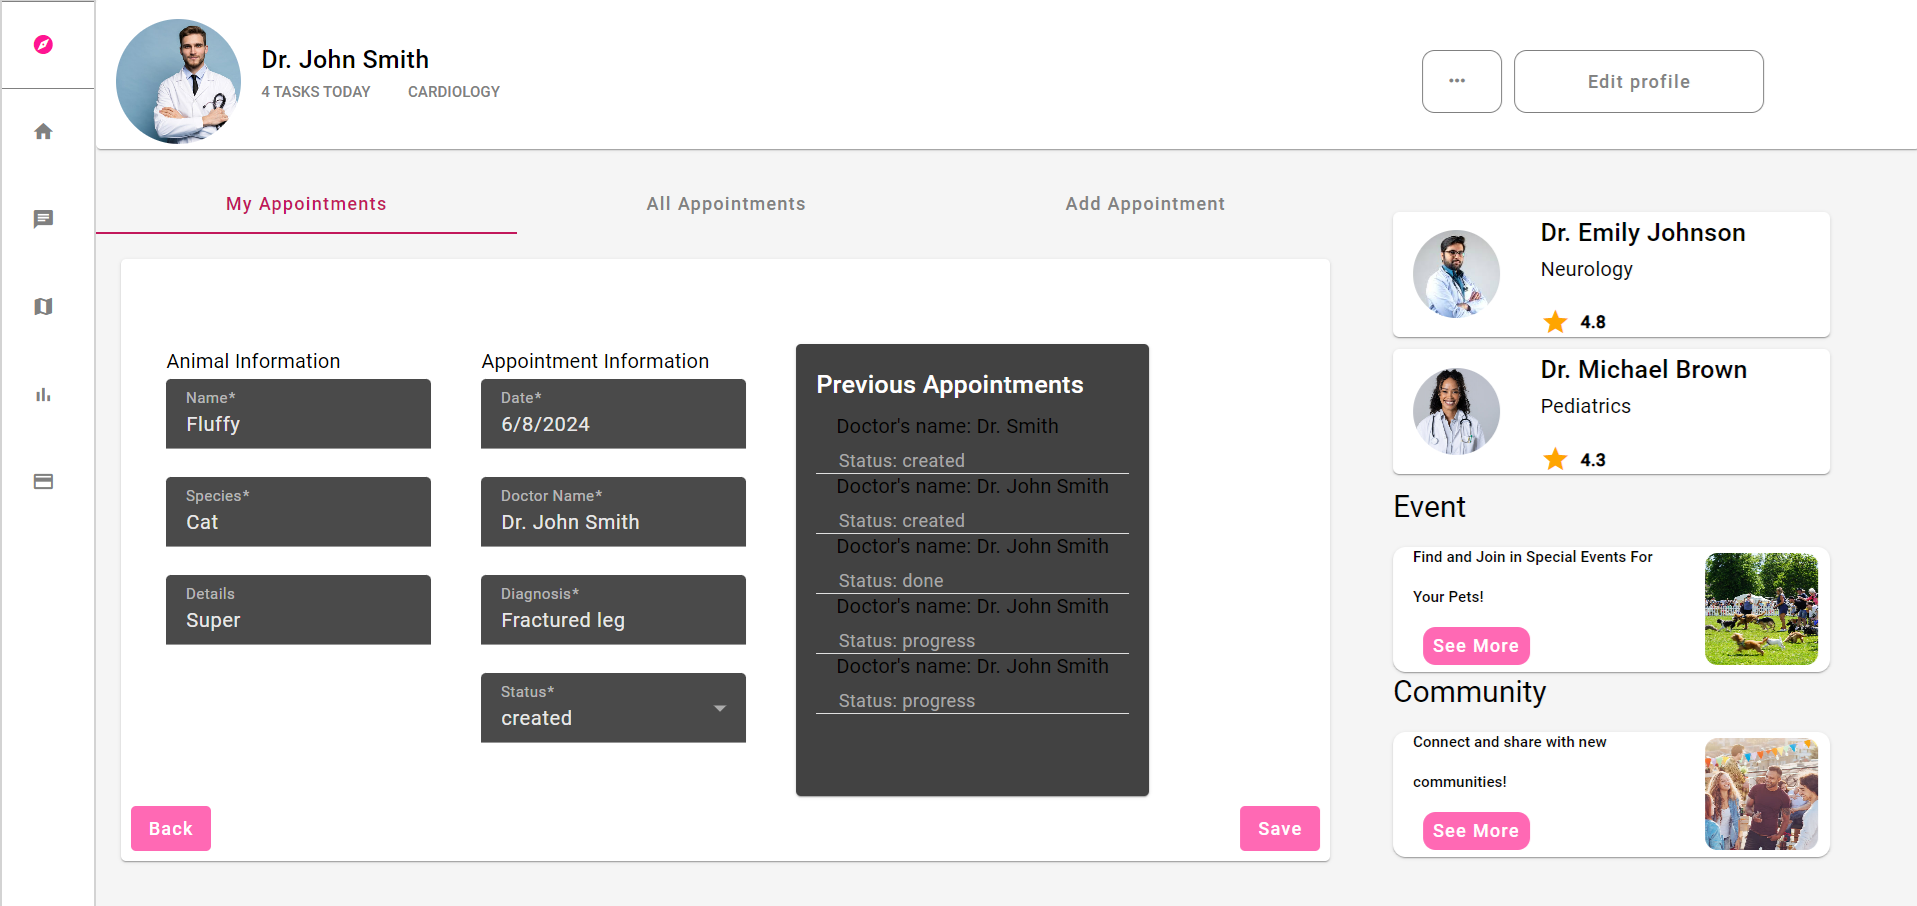 Dr. John Smith
4 TASKS TODAY CARDIOLOGY
Edit profile
My Appointments
All Appointments
Add Appointment
Animal Information
Name*
Fluffy
Species*
Cat
Details
Super
Appointment Information
Date*
6/8/2024
Doctor Name*
Dr. John Smith
Diagnosis*
Fractured leg
Status*
created
Previous Appointments
Doctor's name: Dr. Smith
Status: created
Doctor's name: Dr. John Smith
Status: created
Doctor's name: Dr. John Smith
Status: done
Doctor's name: Dr. John Smith
Status: progress
Doctor's name: Dr. John Smith
Status: progress
Back
Save
Dr. Emily Johnson
Neurology
4.8
Dr. Michael Brown
Pediatrics
4.3
Event
Find and Join in Special Events For
Your Pets!
See More
Community
Connect and share with new
communities!
See More